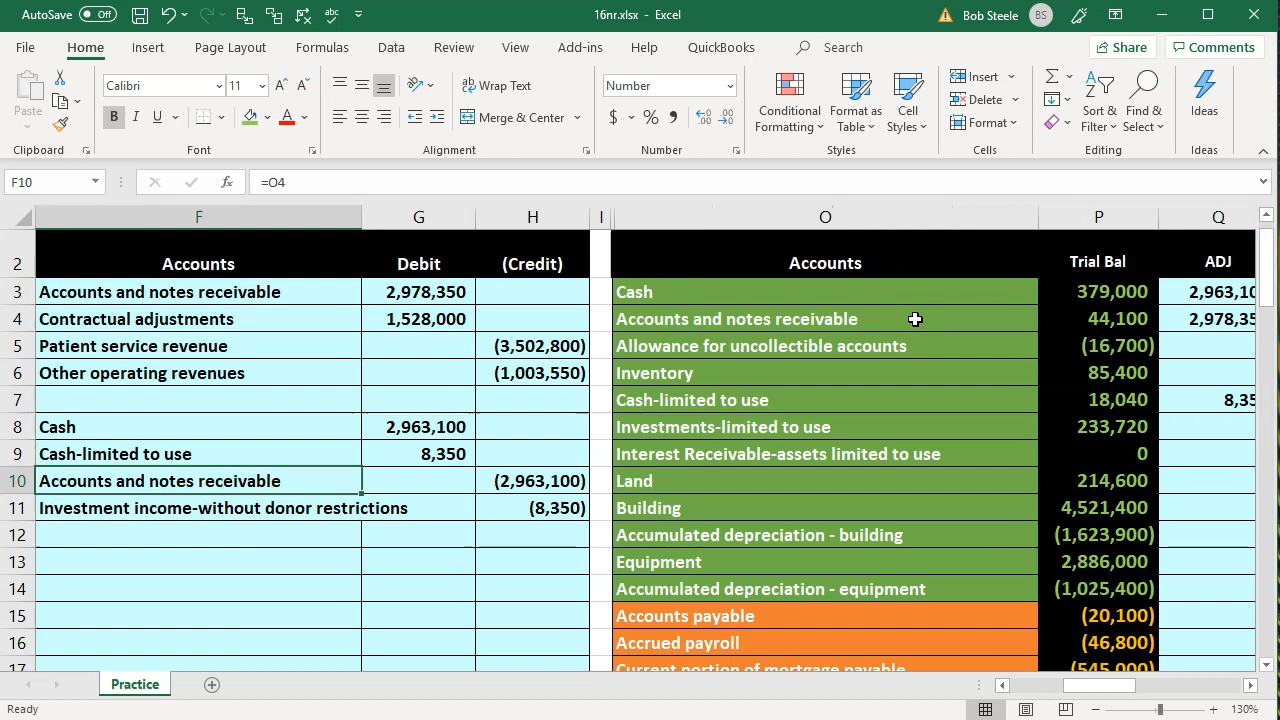 AutoSave Off 16nr.xlsx - Excel Bob Steele BS
File Home Insert Page Layout Formulas Data Review View Add-ins Help QuickBooks Search Share Comments
Paste Calibri 11 Wrap Text Number Conditional Formatting Format as Table Cell Styles Insert Sort & Filter Find & Select Ideas
B I U A Merge & Center $ % Delete
Format
Clipboard Font Alignment Number Styles Cells Editing Ideas
F10 fx =O4
F G H I O P Q
2 Accounts Debit (Credit) Accounts Trial Bal ADJ
3 Accounts and notes receivable 2,978,350 Cash 379,000 2,963,10
4 Contractual adjustments 1,528,000 Accounts and notes receivable 44,100 2,978,35
5 Patient service revenue (3,502,800) Allowance for uncollectible accounts (16,700)
6 Other operating revenues (1,003,550) Inventory 85,400
7 Cash-limited to use 18,040 8,35
8 Cash 2,963,100 Investments-limited to use 233,720
9 Cash-limited to use 8,350 Interest Receivable-assets limited to use 0
10 Accounts and notes receivable (2,963,100) Land 214,600
11 Investment income-without donor restrictions (8,350) Building 4,521,400
12 Accumulated depreciation - building (1,623,900)
13 Equipment 2,886,000
14 Accumulated depreciation - equipment (1,025,400)
15 Accounts payable (20,100)
16 Accrued payroll (46,800)
17 Current portion of mortgage payable (545,000)
Practice
Ready 130%